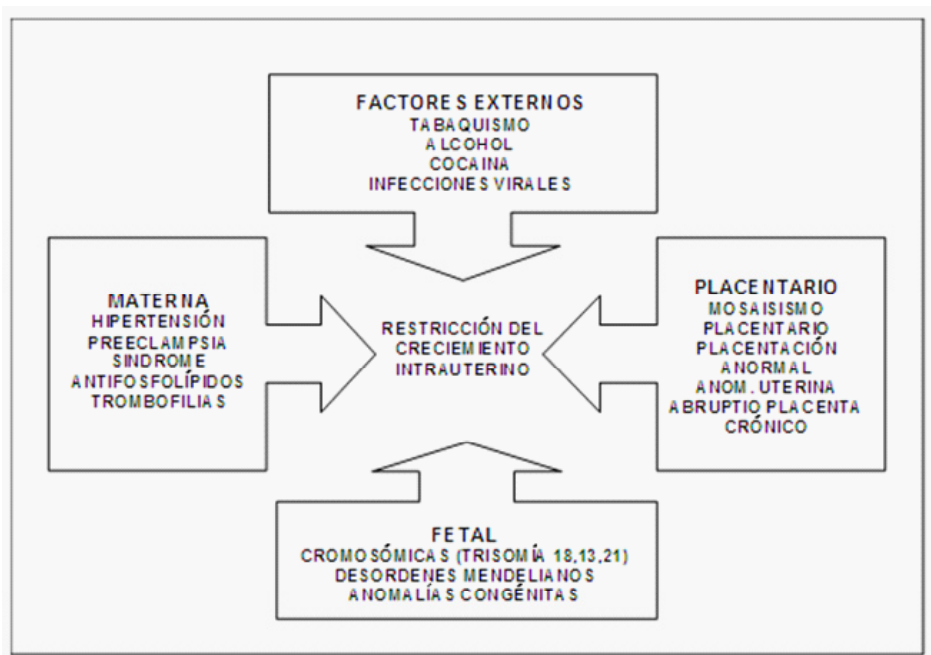 FACTORES EXTERNOS
TABAQUISMO
ALCOHOL
COCAINA
INFECCIONES VIRALES
MATERNA
HIPERTENSIÓN
PREECLAMPSIA
SINDROME
ANTIFOSFOLÍPIDOS
TROMBOFILIAS
RESTRICCIÓN DEL
CRECIEMIENTO
INTRAUTERINO
PLACENTARIO
MOSAISISMO
PLACENTARIO
PLACENTACIÓN
ANORMAL
ANOM. UTERINA
ABRUPTIO PLACENTA
CRÓNICO
FETAL
CROMOSÓMICAS (TRISOMÍA 18,13,21)
DESORDENES MENDELIANOS
ANOMALÍAS CONGÉNITAS